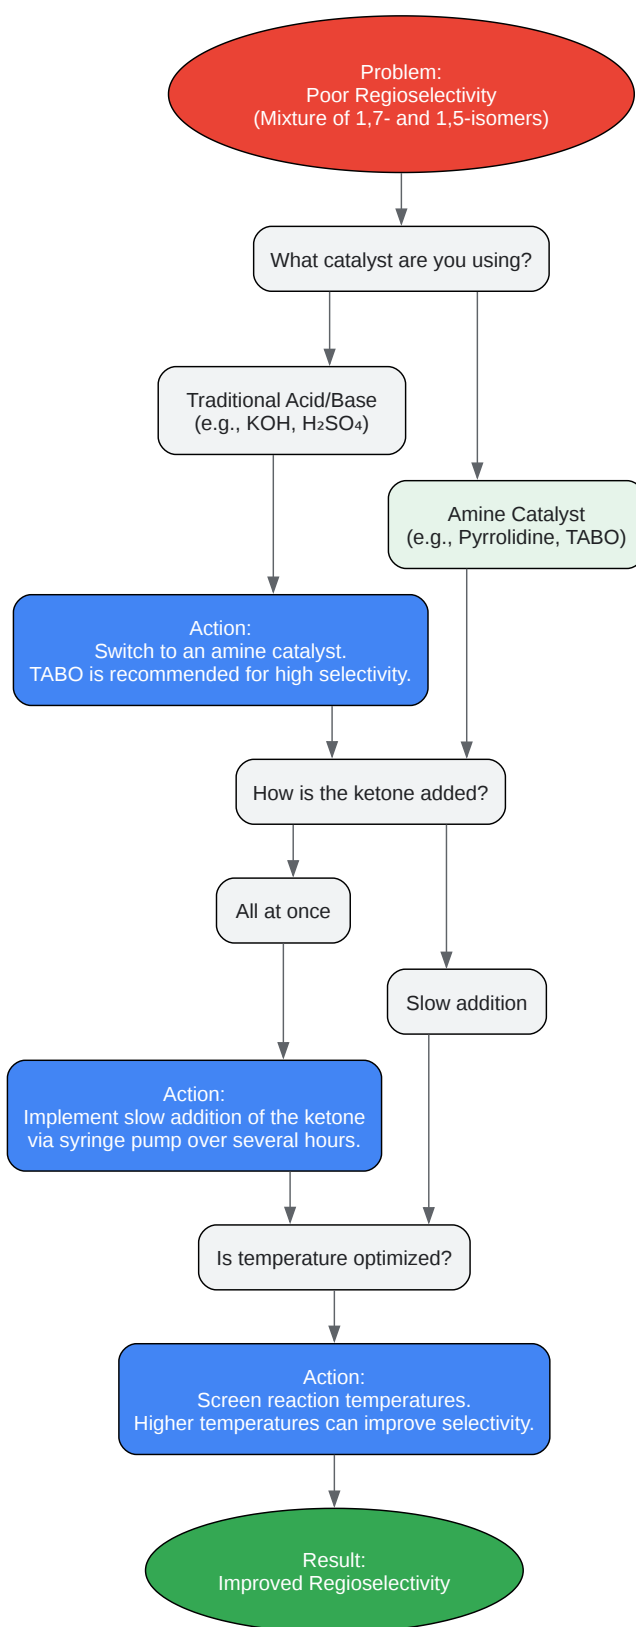 Problem:
Poor Regioselectivity
(Mixture of 1,7- and 1,5-isomers)
What catalyst are you using?
Traditional Acid/Base
(e.g., KOH, H₂SO₄)
Amine Catalyst
(e.g., Pyrrolidine, TABO)
Action:
Switch to an amine catalyst.
TABO is recommended for high selectivity.
How is the ketone added?
All at once
Slow addition
Action:
Implement slow addition of the ketone
via syringe pump over several hours.
Is temperature optimized?
Action:
Screen reaction temperatures.
Higher temperatures can improve selectivity.
Result:
Improved Regioselectivity